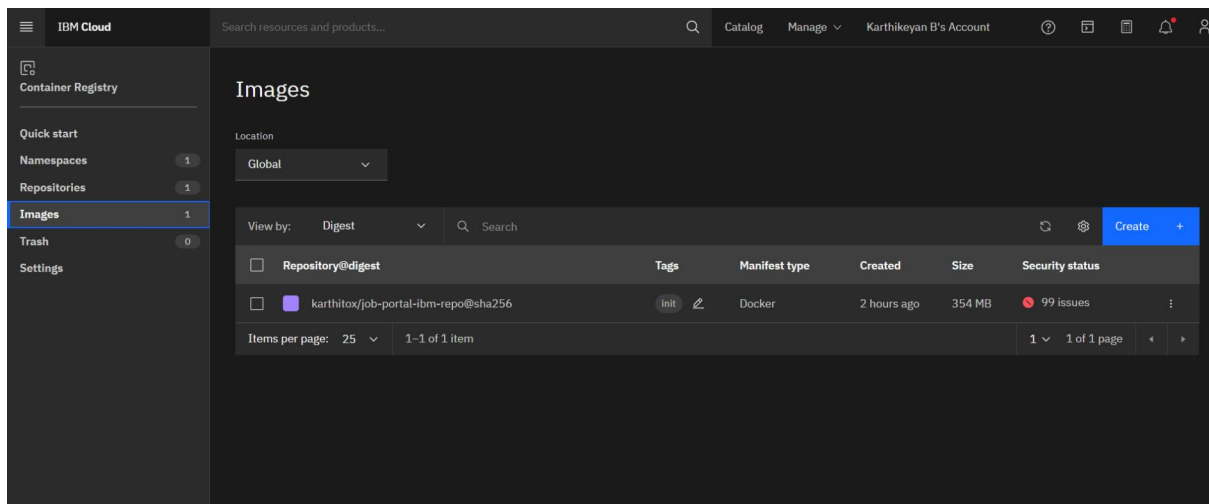 IBM Cloud
Search resources and products...
Catalog
Manage
Karthikeyan B's Account
Container Registry
Quick start
Namespaces 1
Repositories 1
Images 1
Trash 0
Settings
Images
Location
Global
View by: Digest
Search
Create +
Repository@digest Tags Manifest type Created Size Security status
karthitox/job-portal-ibm-repo@sha256 init Docker 2 hours ago 354 MB 99 issues
Items per page: 25 1–1 of 1 item 1 1 of 1 page